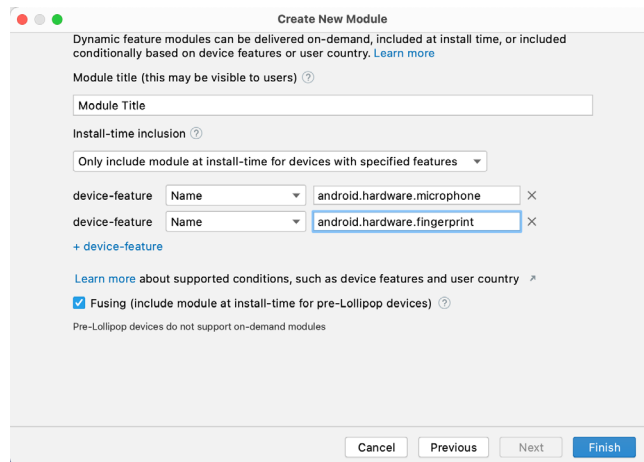 Create New Module
Dynamic feature modules can be delivered on-demand, included at install time, or included
conditionally based on device features or user country. Learn more
Module title (this may be visible to users) ?
Module Title
Install-time inclusion ?
Only include module at install-time for devices with specified features
device-feature Name android.hardware.microphone
device-feature Name android.hardware.fingerprint
+ device-feature
Learn more about supported conditions, such as device features and user country
Fusing (include module at install-time for pre-Lollipop devices) ?
Pre-Lollipop devices do not support on-demand modules
Cancel Previous Next Finish